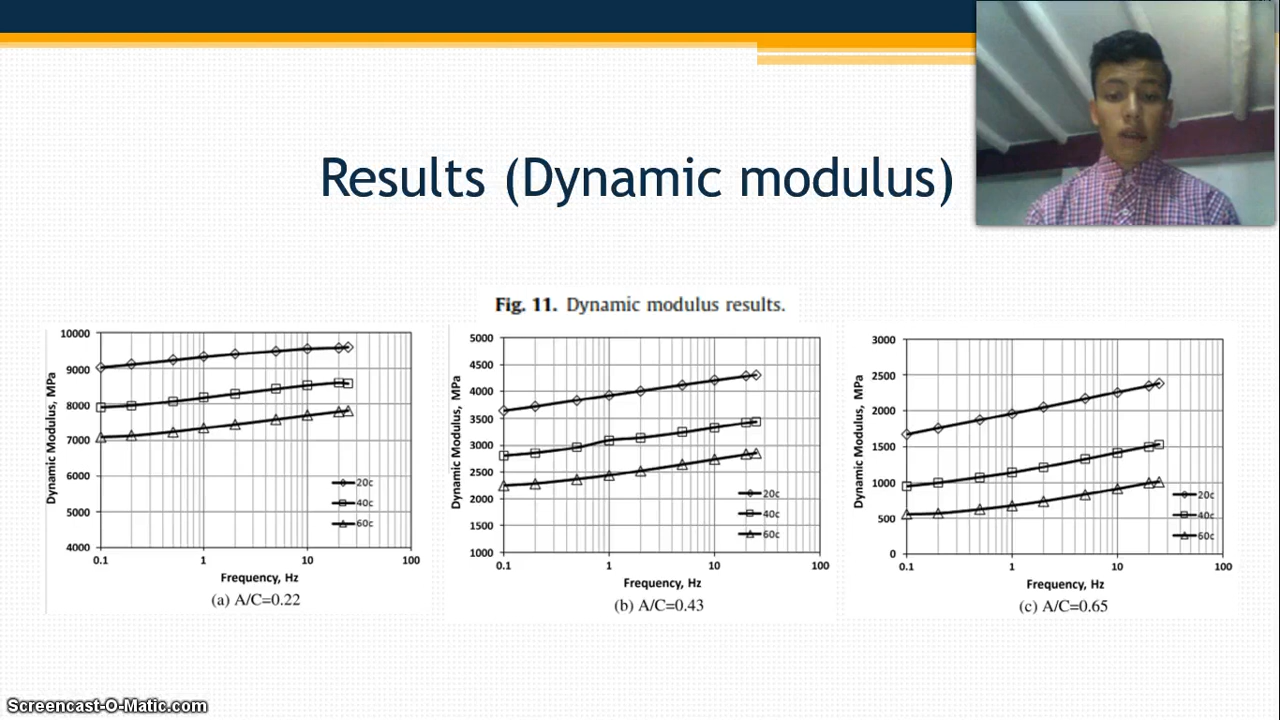 Results (Dynamic modulus)
Fig. 11. Dynamic modulus results.
10000
9000
8000
7000
6000
5000
4000
Dynamic Modulus, MPa
20c
40c
60c
0.1 1 10 100
Frequency, Hz
(a) A/C=0.22
5000
4500
4000
3500
3000
2500
2000
1500
1000
Dynamic Modulus, MPa
20c
40c
60c
0.1 1 10 100
Frequency, Hz
(b) A/C=0.43
3000
2500
2000
1500
1000
500
0
Dynamic Modulus, MPa
20c
40c
60c
0.1 1 10 100
Frequency, Hz
(c) A/C=0.65
Screencast-O-Matic.com